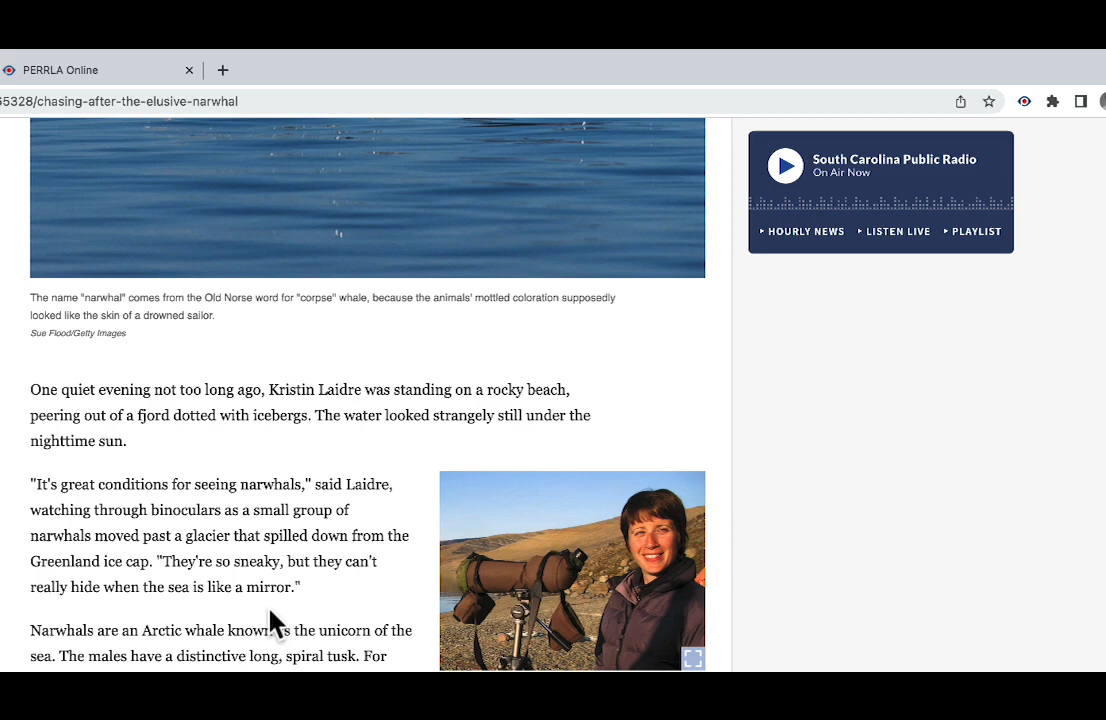 PERRLA Online
65328/chasing-after-the-elusive-narwhal
South Carolina Public Radio
On Air Now
HOURLY NEWS LISTEN LIVE PLAYLIST
The name "narwhal" comes from the Old Norse word for "corpse" whale, because the animals' mottled coloration supposedly
looked like the skin of a drowned sailor.
Sue Flood/Getty Images
One quiet evening not too long ago, Kristin Laidre was standing on a rocky beach,
peering out of a fjord dotted with icebergs. The water looked strangely still under the
nighttime sun.
"It's great conditions for seeing narwhals," said Laidre,
watching through binoculars as a small group of
narwhals moved past a glacier that spilled down from the
Greenland ice cap. "They're so sneaky, but they can't
really hide when the sea is like a mirror."
Narwhals are an Arctic whale known as the unicorn of the
sea. The males have a distinctive long, spiral tusk. For